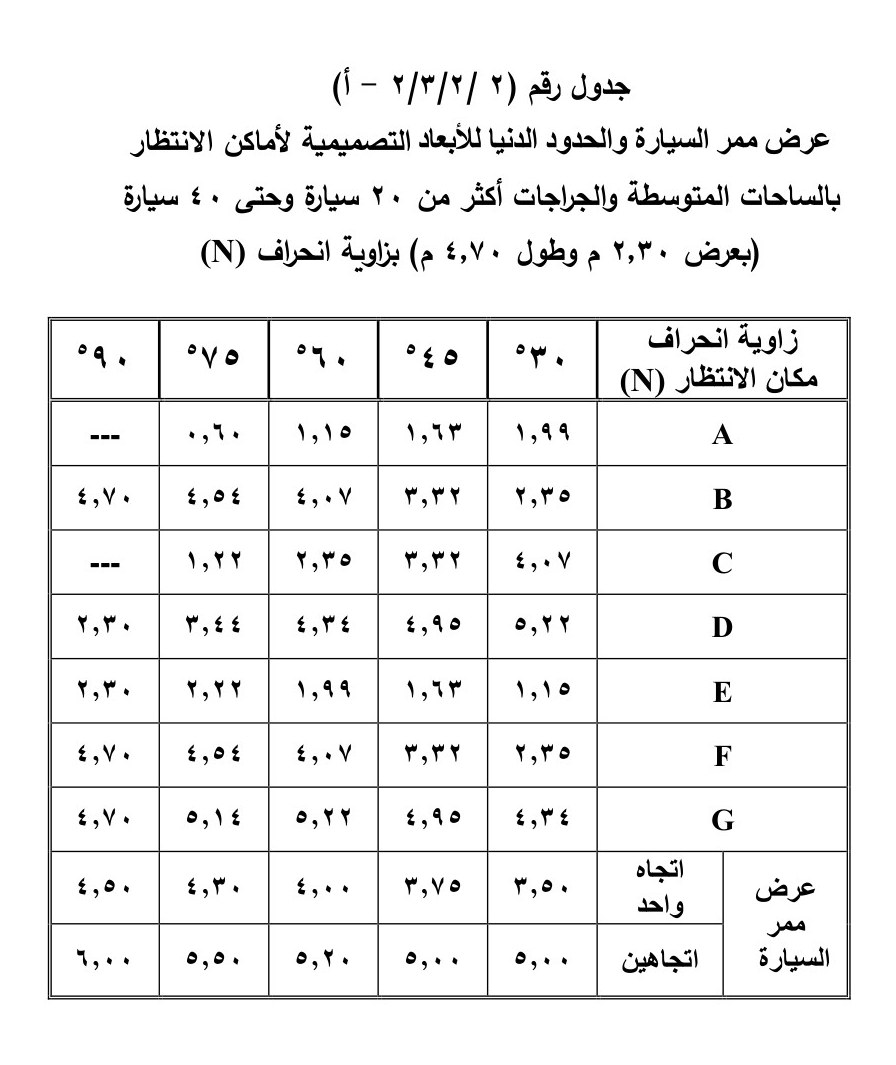 جدول رقم (٢ /٢/٣/٢ – أ)
عرض ممر السيارة والحدود الدنيا للأبعاد التصميمية لأماكن الانتظار
بالساحات المتوسطة والجراجات أكثر من ٢٠ سيارة وحتى ٤٠ سيارة
(بعرض ٢,٣٠ م وطول ٤,٧٠ م) بزاوية انحراف (N)
زاوية انحراف
مكان الانتظار (N) ٣٠° ٤٥° ٦٠° ٧٥° ٩٠°
A ١,٩٩ ١,٦٣ ١,١٥ ٠,٦٠ ---
B ٢,٣٥ ٣,٣٢ ٤,٠٧ ٤,٥٤ ٤,٧٠
C ٤,٠٧ ٣,٣٢ ٢,٣٥ ١,٢٢ ---
D ٥,٢٢ ٤,٩٥ ٤,٣٤ ٣,٤٤ ٢,٣٠
E ١,١٥ ١,٦٣ ١,٩٩ ٢,٢٢ ٢,٣٠
F ٢,٣٥ ٣,٣٢ ٤,٠٧ ٤,٥٤ ٤,٧٠
G ٤,٣٤ ٤,٩٥ ٥,٢٢ ٥,١٤ ٤,٧٠
عرض
ممر
السيارة
اتجاه
واحد ٣,٥٠ ٣,٧٥ ٤,٠٠ ٤,٣٠ ٤,٥٠
اتجاهين ٥,٠٠ ٥,٠٠ ٥,٢٠ ٥,٥٠ ٦,٠٠